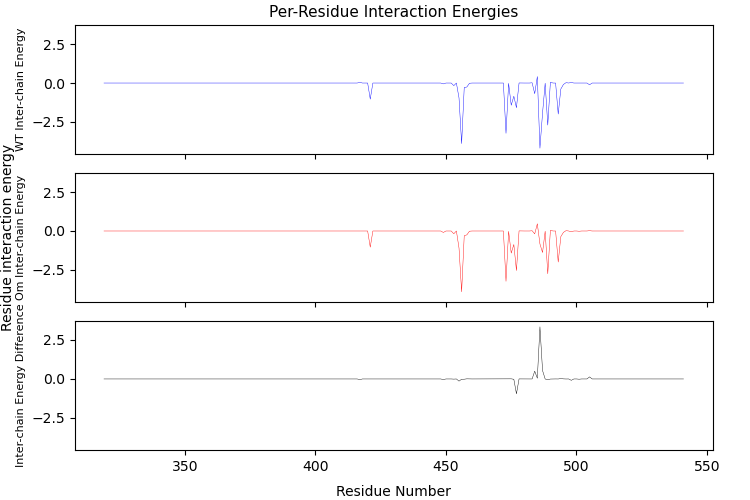 Per-Residue Interaction Energies
Residue interaction energy
WT Inter-chain Energy
2.5
0.0
−2.5
Om Inter-chain Energy
2.5
0.0
−2.5
Inter-chain Energy Difference
2.5
0.0
−2.5
350
400
450
500
550
Residue Number